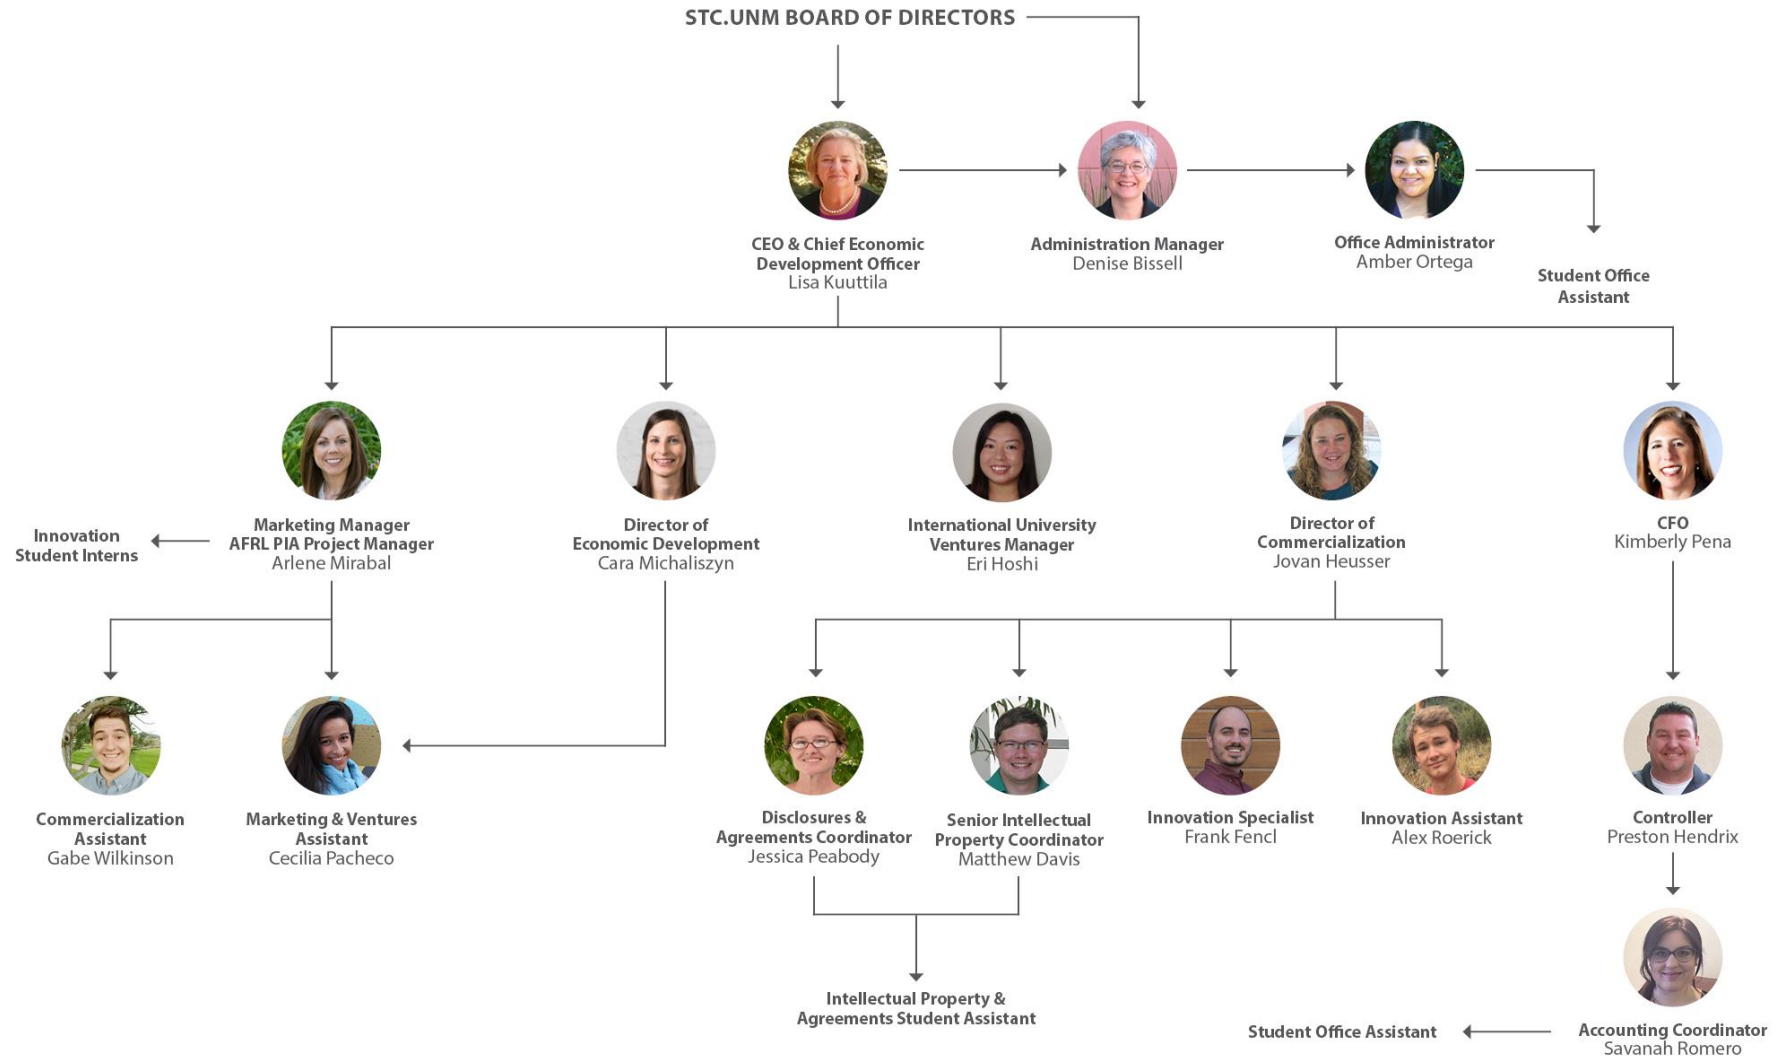 STC.UNM BOARD OF DIRECTORS
CEO & Chief Economic
Development Officer
Lisa Kuuttila
Administration Manager
Denise Bissell
Office Administrator
Amber Ortega
Student Office
Assistant
Innovation
Student Interns
Marketing Manager
AFRL PIA Project Manager
Arlene Mirabal
Director of
Economic Development
Cara Michaliszyn
International University
Ventures Manager
Eri Hoshi
Director of
Commercialization
Jovan Heusser
CFO
Kimberly Pena
Commercialization
Assistant
Gabe Wilkinson
Marketing & Ventures
Assistant
Cecilia Pacheco
Disclosures &
Agreements Coordinator
Jessica Peabody
Senior Intellectual
Property Coordinator
Matthew Davis
Innovation Specialist
Frank Fencl
Innovation Assistant
Alex Roerick
Controller
Preston Hendrix
Intellectual Property &
Agreements Student Assistant
Student Office Assistant
Accounting Coordinator
Savanah Romero